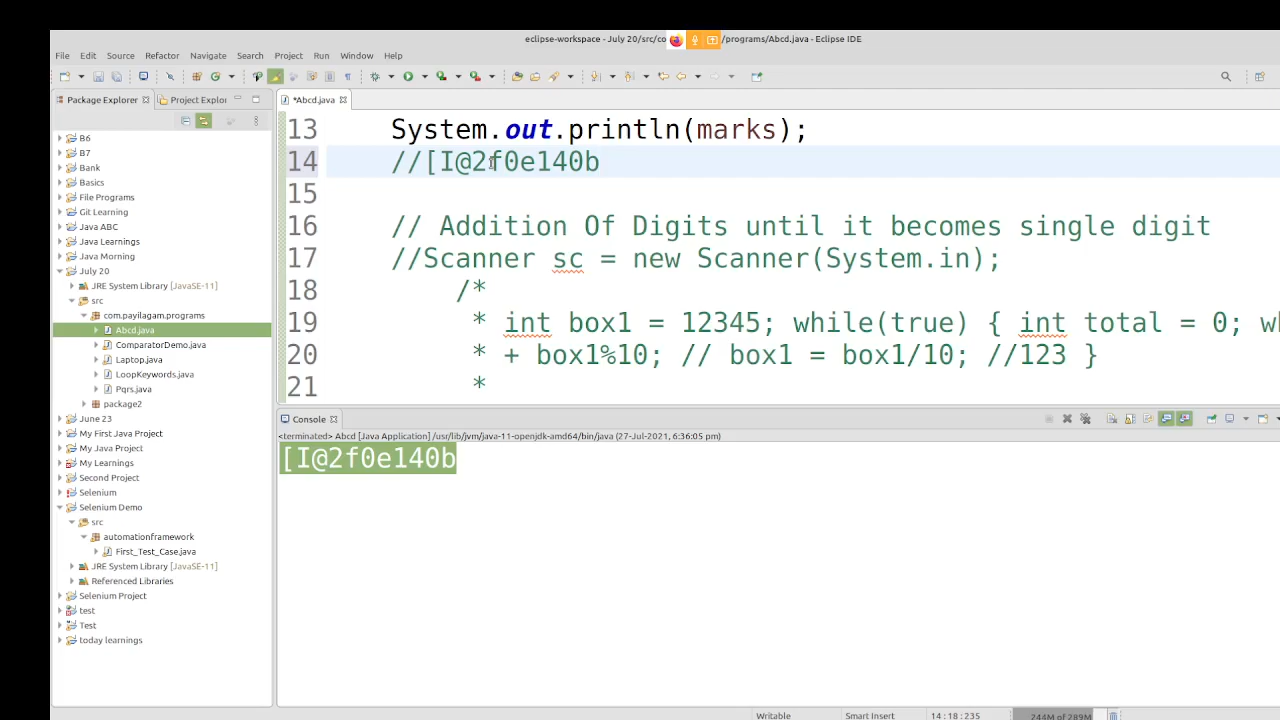 eclipse-workspace - July 20/src/co /programs/Abcd.java - Eclipse IDE
File Edit Source Refactor Navigate Search Project Run Window Help
Package Explorer Project Explor
*Abcd.java
B6
B7
Bank
Basics
File Programs
Git Learning
Java ABC
Java Learnings
Java Morning
July 20
JRE System Library [JavaSE-11]
src
com.payilagam.programs
Abcd.java
ComparatorDemo.java
Laptop.java
LoopKeywords.java
Pqrs.java
package2
June 23
My First Java Project
My Java Project
My Learnings
Second Project
Selenium
Selenium Demo
src
automationframework
First_Test_Case.java
JRE System Library [JavaSE-11]
Referenced Libraries
Selenium Project
test
Test
today learnings
13 System.out.println(marks);
14 //[I@2f0e140b
15
16 // Addition Of Digits until it becomes single digit
17 //Scanner sc = new Scanner(System.in);
18 /*
19 * int box1 = 12345; while(true) { int total = 0; wh
20 * + box1%10; // box1 = box1/10; //123 }
21 *
Console
<terminated> Abcd [Java Application] /usr/lib/jvm/java-11-openjdk-amd64/bin/java (27-Jul-2021, 6:36:05 pm)
[I@2f0e140b
Writable Smart Insert 14:18:235 244M of 289M